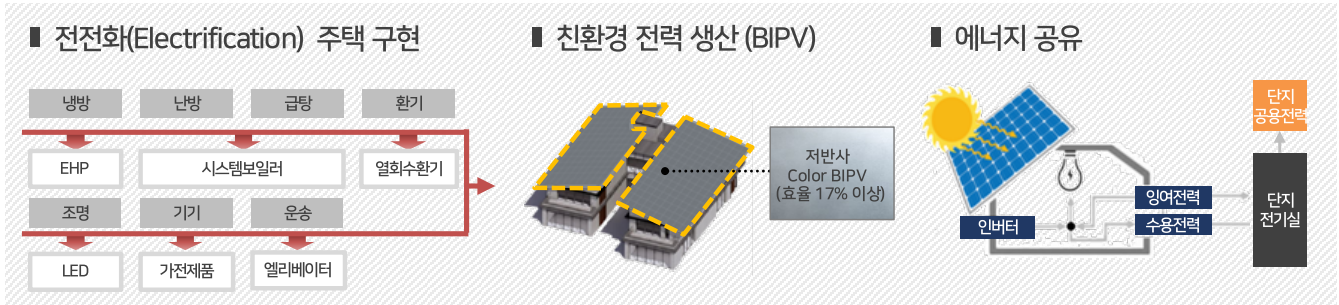 전전화(Electrification) 주택 구현
냉방 난방 급탕 환기
EHP 시스템보일러 열회수환기
조명 기기 운송
LED 가전제품 엘리베이터
친환경 전력 생산 (BIPV)
저반사
Color BIPV
(효율 17% 이상)
에너지 공유
단지
공용전력
잉여전력
인버터
수용전력
단지
전기실